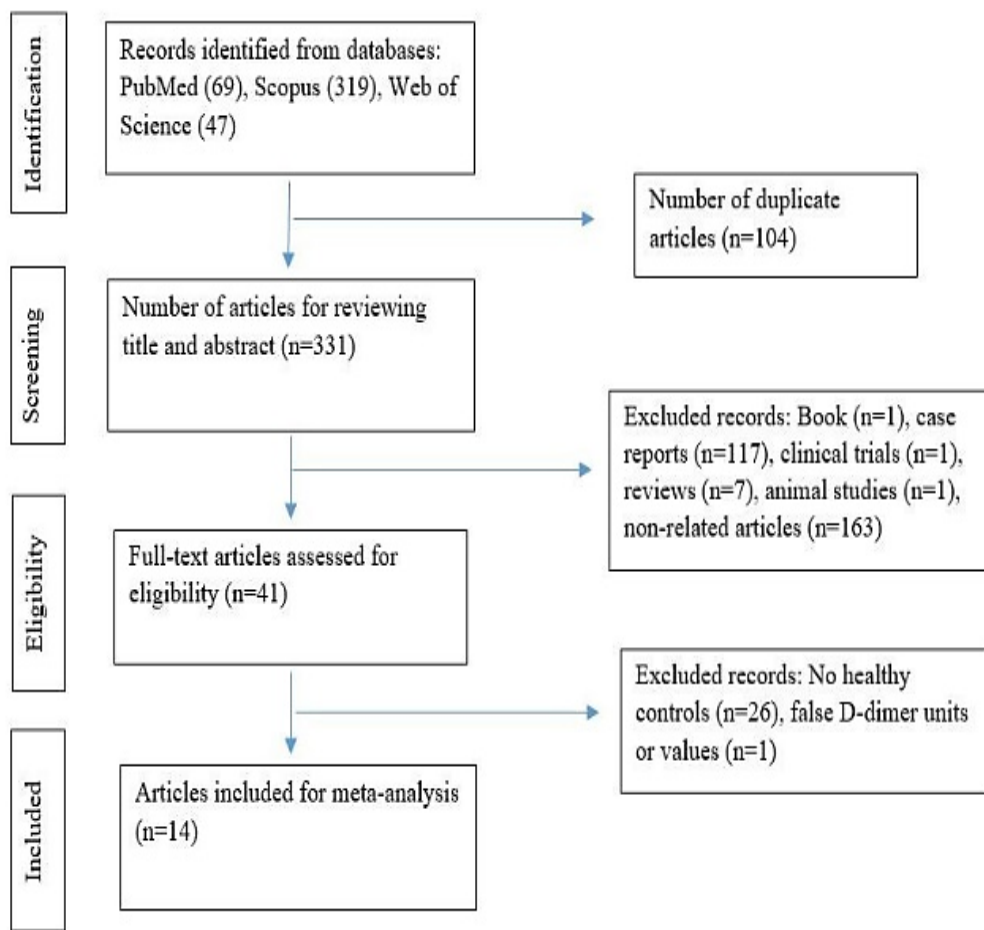 Identification
Records identified from databases:
PubMed (69), Scopus (319), Web of
Science (47)
Number of duplicate
articles (n=104)
Screening
Number of articles for reviewing
title and abstract (n=331)
Excluded records: Book (n=1), case
reports (n=117), clinical trials (n=1),
reviews (n=7), animal studies (n=1),
non-related articles (n=163)
Eligibility
Full-text articles assessed for
eligibility (n=41)
Excluded records: No healthy
controls (n=26), false D-dimer units
or values (n=1)
Included
Articles included for meta-analysis
(n=14)